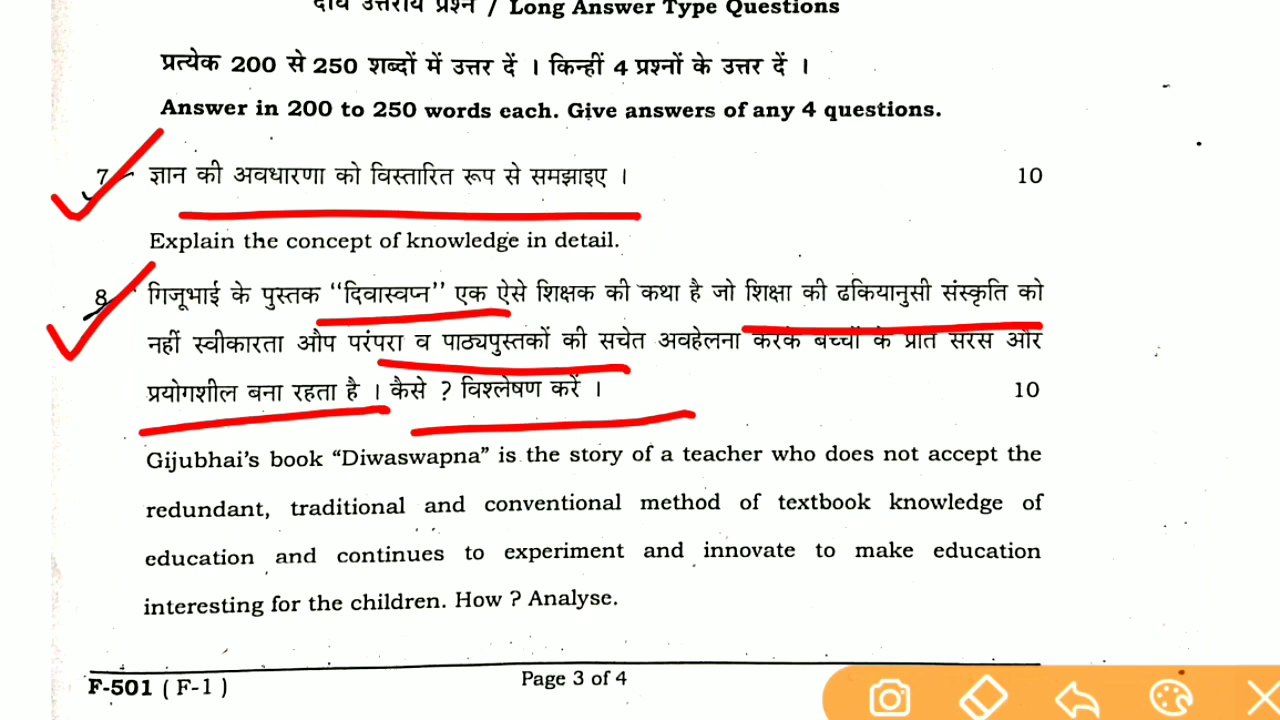 दीर्घ उत्तरीय प्रश्न / Long Answer Type Questions
प्रत्येक 200 से 250 शब्दों में उत्तर दें । किन्हीं 4 प्रश्नों के उत्तर दें ।
Answer in 200 to 250 words each. Give answers of any 4 questions.
7 ज्ञान की अवधारणा को विस्तारित रूप से समझाइए । 10
Explain the concept of knowledge in detail.
8 गिजूभाई के पुस्तक ‘‘दिवास्वप्न’’ एक ऐसे शिक्षक की कथा है जो शिक्षा की ढकियानुसी संस्कृति को
नहीं स्वीकारता औप परंपरा व पाठ्यपुस्तकों की सचेत अवहेलना करके बच्चों के प्रति सरस और
प्रयोगशील बना रहता है । कैसे ? विश्लेषण करें । 10
Gijubhai’s book “Diwaswapna” is the story of a teacher who does not accept the
redundant, traditional and conventional method of textbook knowledge of
education and continues to experiment and innovate to make education
interesting for the children. How ? Analyse.
F-501 ( F-1 ) Page 3 of 4